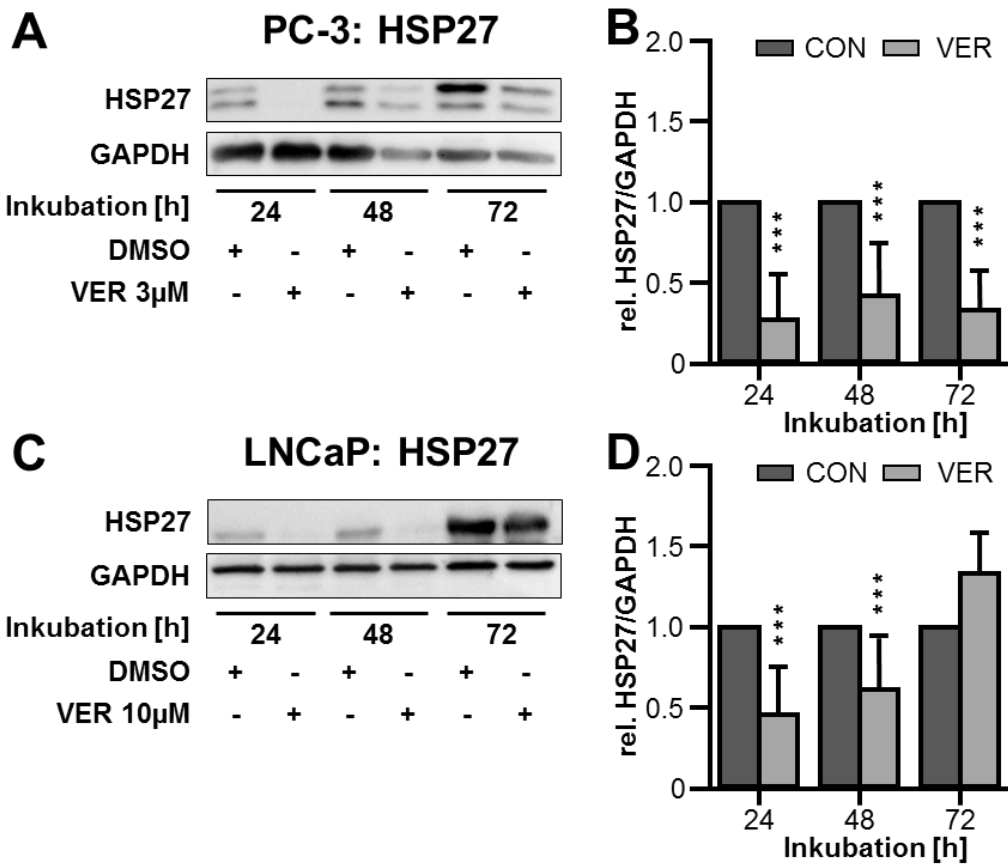 A
PC-3: HSP27
HSP27
GAPDH
Inkubation [h]
24 48 72
DMSO + - + - + -
VER 3µM - + - + - +
B
CON VER
rel. HSP27/GAPDH
2.0
1.5
1.0
0.5
0
*** *** ***
24 48 72
Inkubation [h]
C
LNCaP: HSP27
HSP27
GAPDH
Inkubation [h]
24 48 72
DMSO + - + - + -
VER 10µM - + - + - +
D
CON VER
rel. HSP27/GAPDH
2.0
1.5
1.0
0.5
0
*** ***
24 48 72
Inkubation [h]